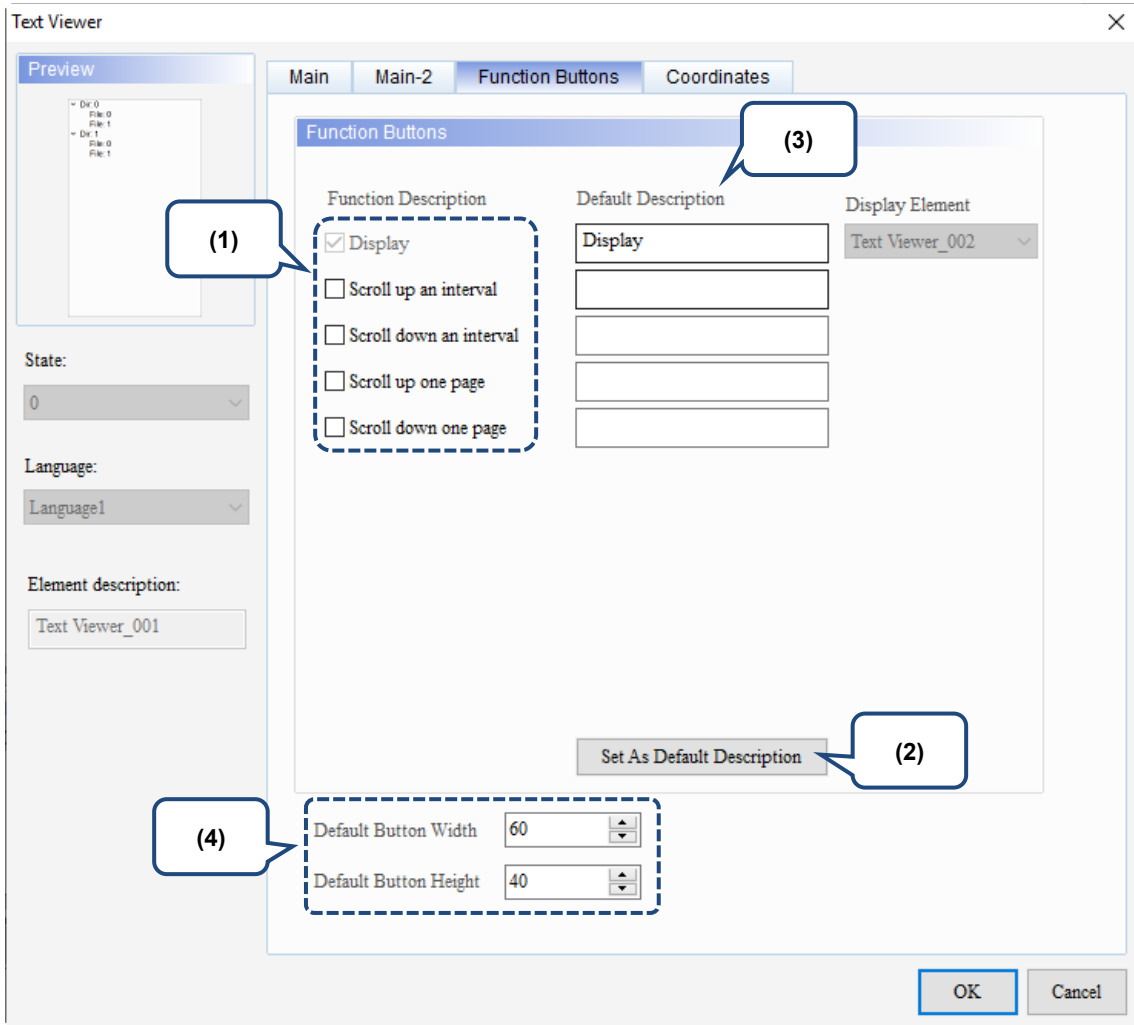 Text Viewer
Preview
Dir:0
File:0
File:1
Dir:1
File:0
File:1
State:
0
Language:
Language1
Element description:
Text Viewer_001
Main Main-2 Function Buttons Coordinates
Function Buttons
(3)
Function Description Default Description Display Element
(1)
Display Display Text Viewer_002
Scroll up an interval
Scroll down an interval
Scroll up one page
Scroll down one page
Set As Default Description
(2)
(4)
Default Button Width 60
Default Button Height 40
OK Cancel